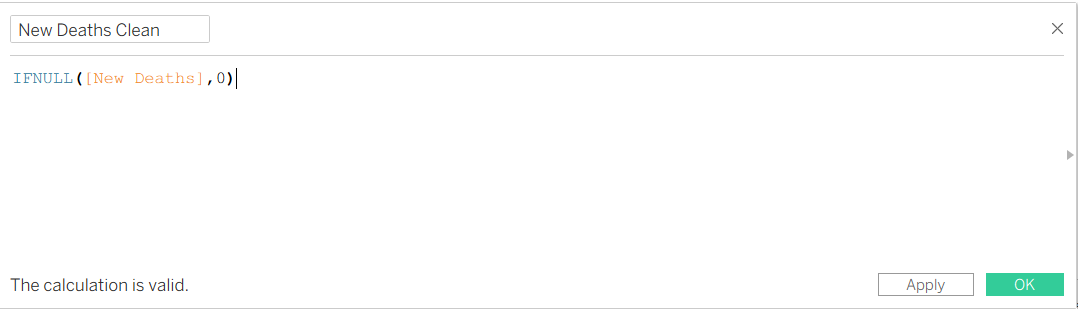 New Deaths Clean
IFNULL([New Deaths],0)
The calculation is valid.
Apply
OK